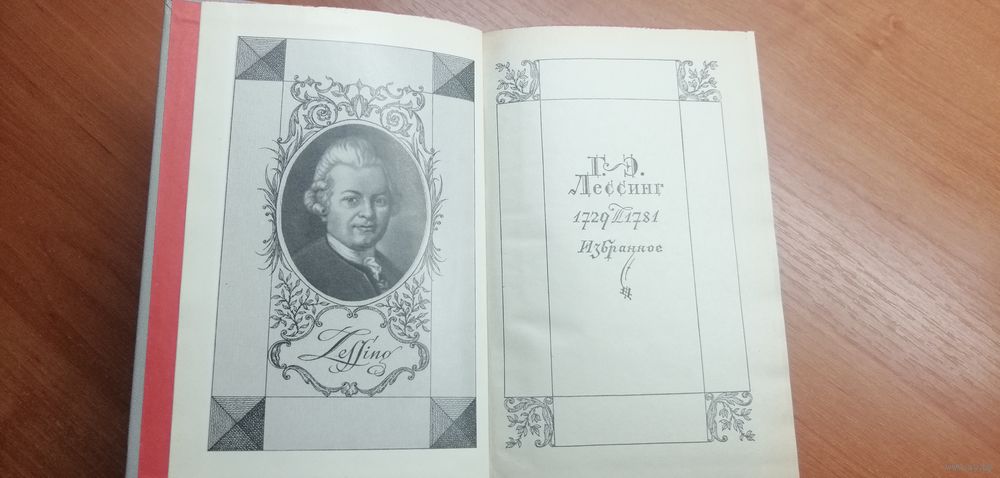 Lessing
Г. Э.
Лессинг
1729 1781
Избранное